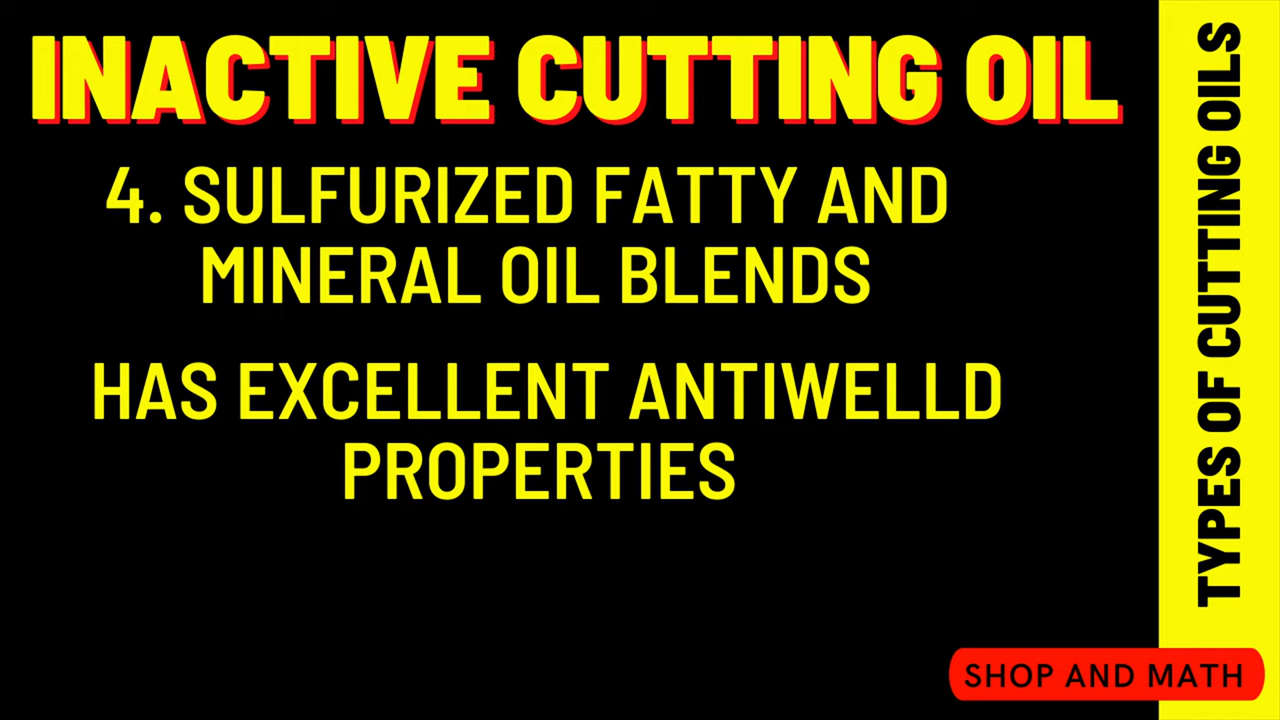 INACTIVE CUTTING OIL
4. SULFURIZED FATTY AND
MINERAL OIL BLENDS
HAS EXCELLENT ANTIWELLD
PROPERTIES
TYPES OF CUTTING OILS
SHOP AND MATH